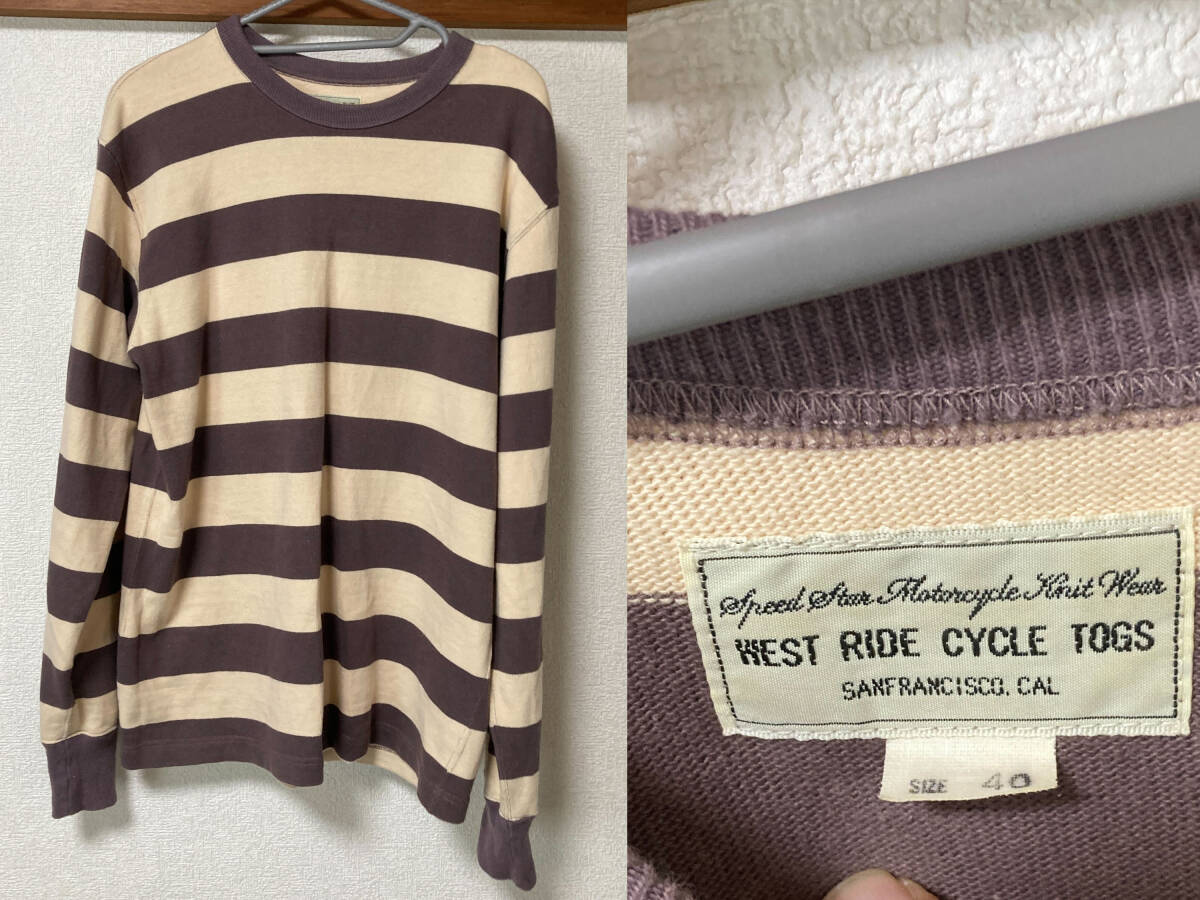 Speed Star Motorcycle Knit Wear
WEST RIDE CYCLE TOGS
SANFRANCISCO, CAL
SIZE 40